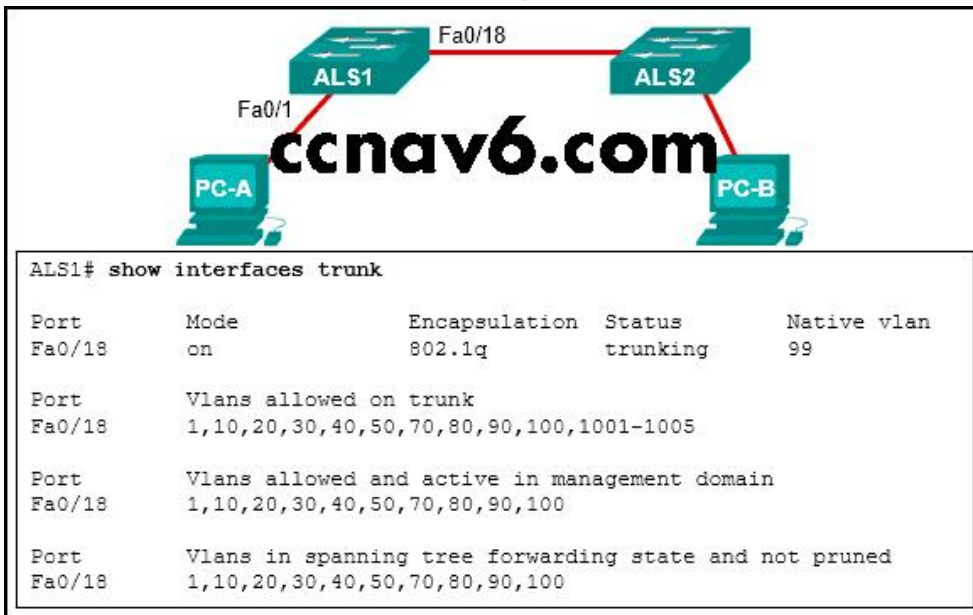 Fa0/18
ALS1
ALS2
Fa0/1
ccnav6.com
PC-A
PC-B
ALS1# show interfaces trunk
Port Mode Encapsulation Status Native vlan
Fa0/18 on 802.1q trunking 99
Port Vlans allowed on trunk
Fa0/18 1,10,20,30,40,50,70,80,90,100,1001-1005
Port Vlans allowed and active in management domain
Fa0/18 1,10,20,30,40,50,70,80,90,100
Port Vlans in spanning tree forwarding state and not pruned
Fa0/18 1,10,20,30,40,50,70,80,90,100